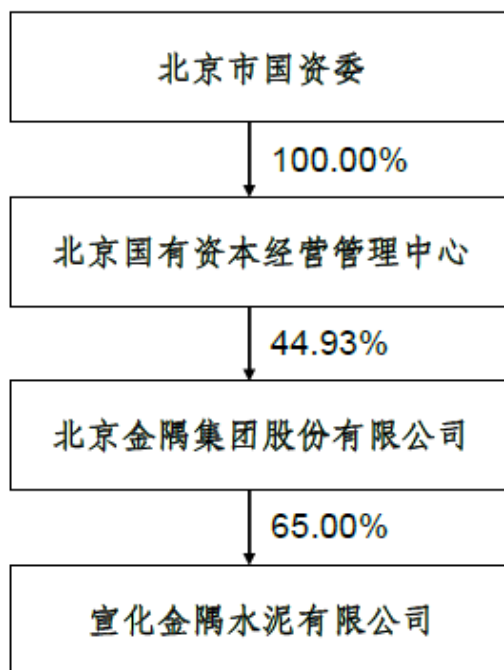 北京市国资委
100.00%
北京国有资本经营管理中心
44.93%
北京金隅集团股份有限公司
65.00%
宣化金隅水泥有限公司